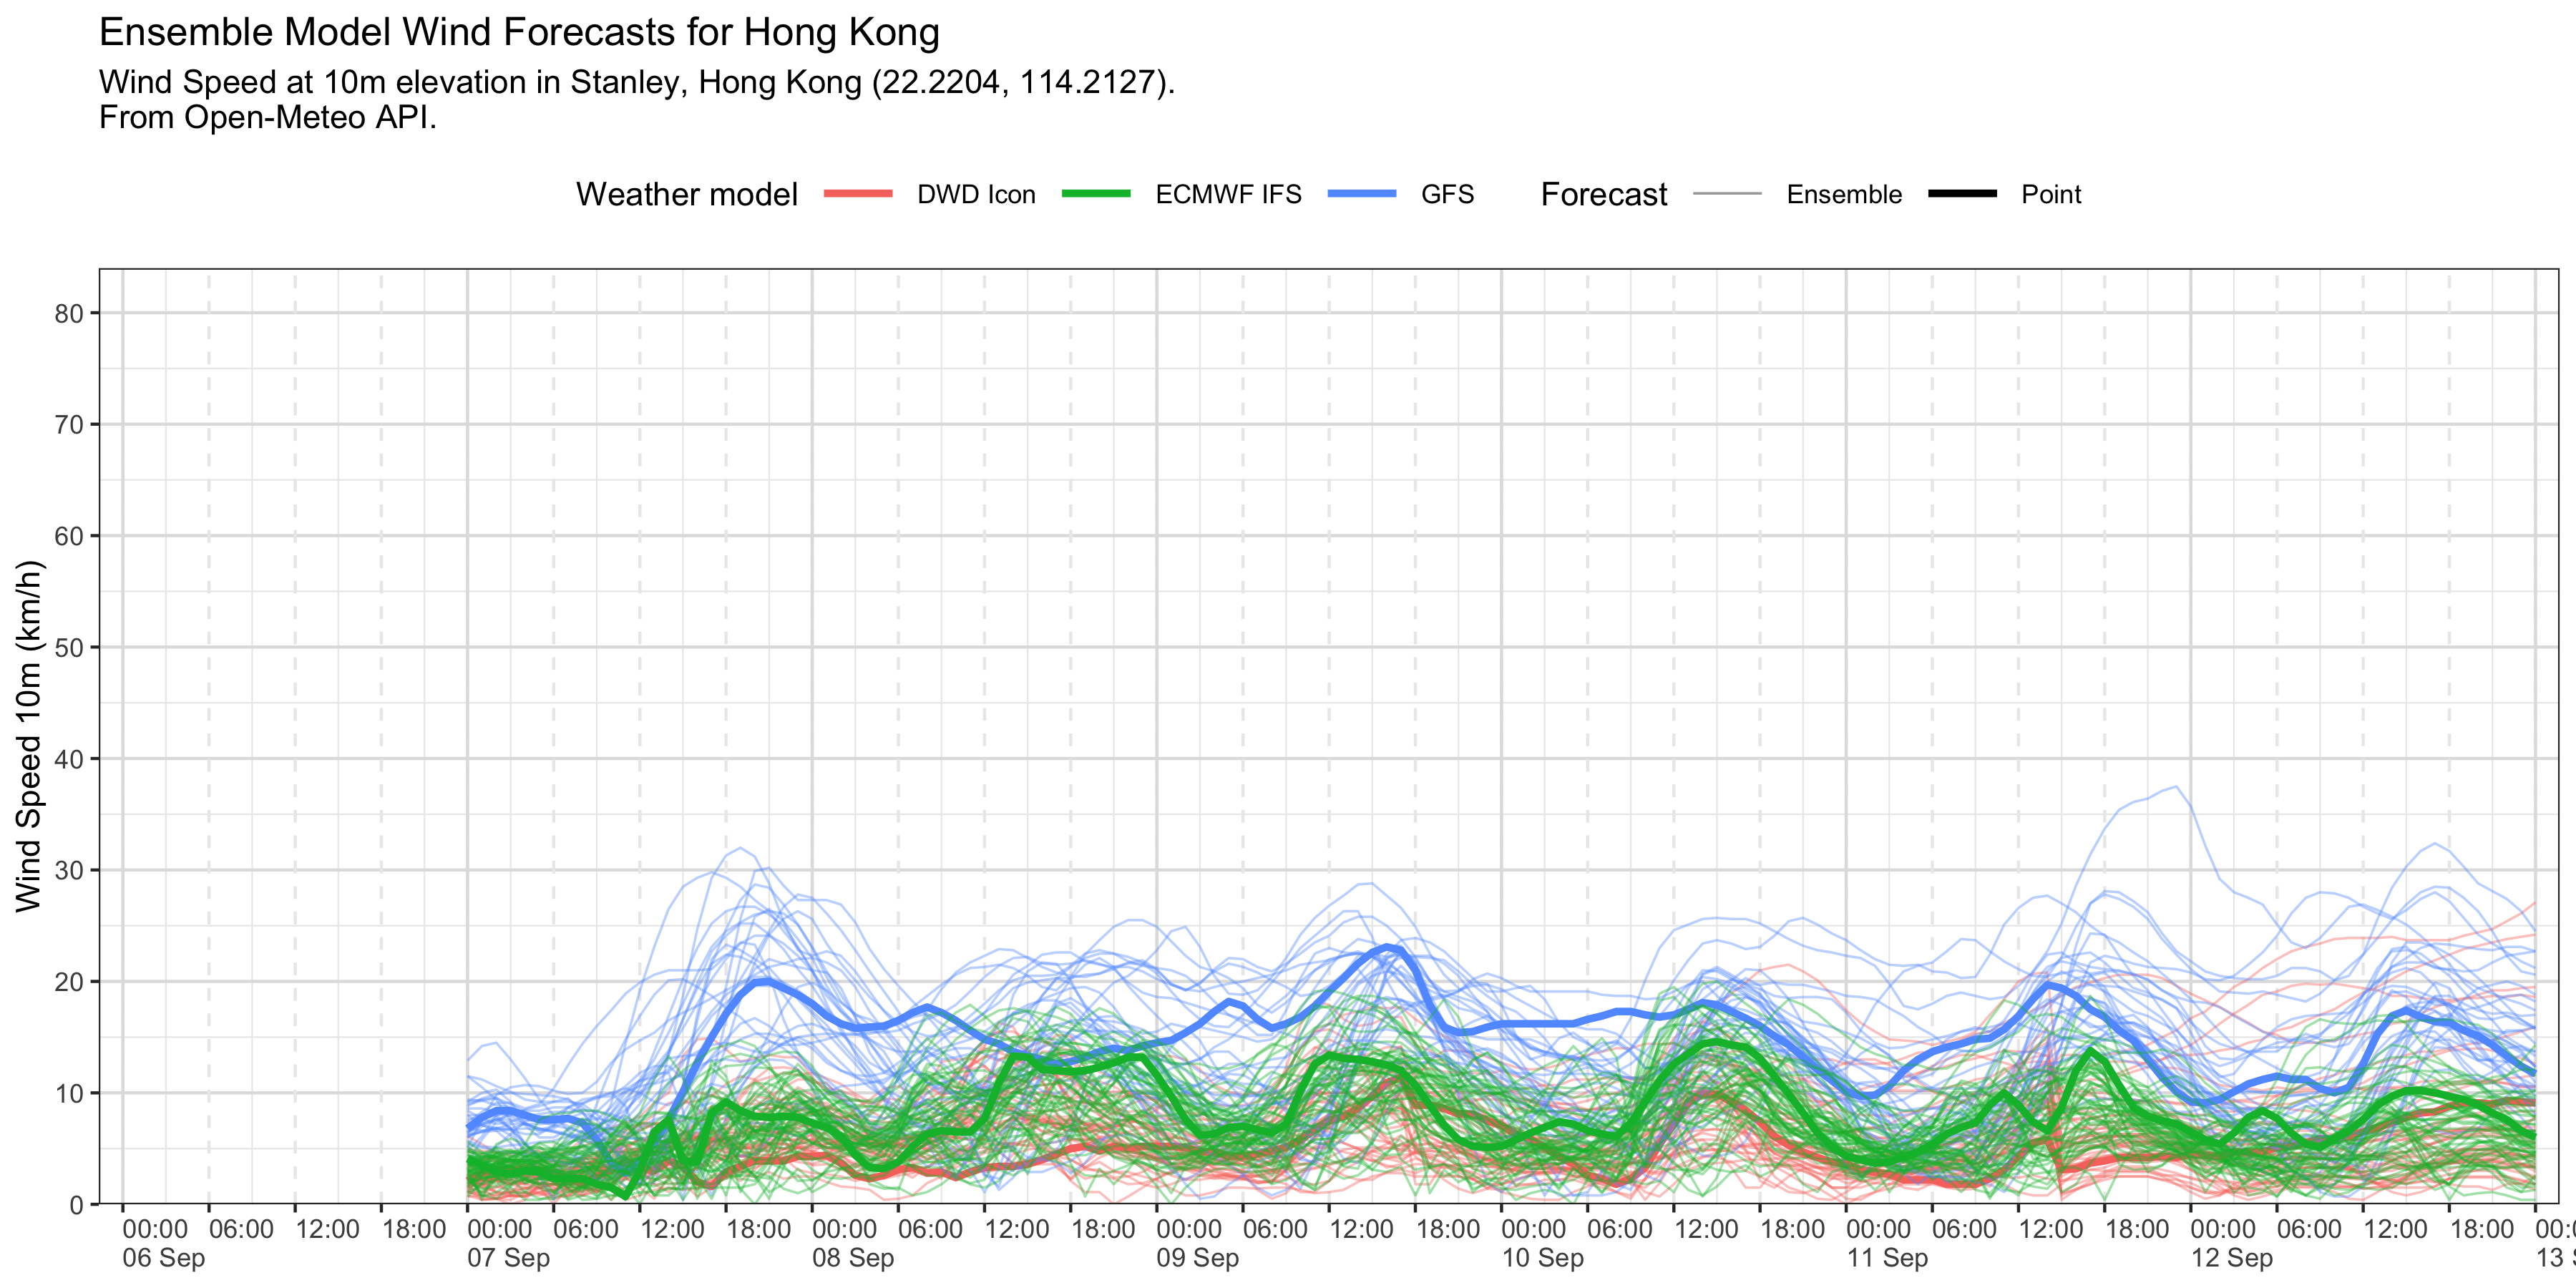 Ensemble Model Wind Forecasts for Hong Kong
Wind Speed at 10m elevation in Stanley, Hong Kong (22.2204, 114.2127).
From Open-Meteo API.
Weather model DWD Icon ECMWF IFS GFS Forecast Ensemble Point
Wind Speed 10m (km/h)
80
70
60
50
40
30
20
10
0
00:00 06:00 12:00 18:00 00:00 06:00 12:00 18:00 00:00 06:00 12:00 18:00 00:00 06:00 12:00 18:00 00:00 06:00 12:00 18:00 00:00 06:00 12:00 18:00 00:00 06:00 12:00 18:00
06 Sep 07 Sep 08 Sep 09 Sep 10 Sep 11 Sep 12 Sep 13